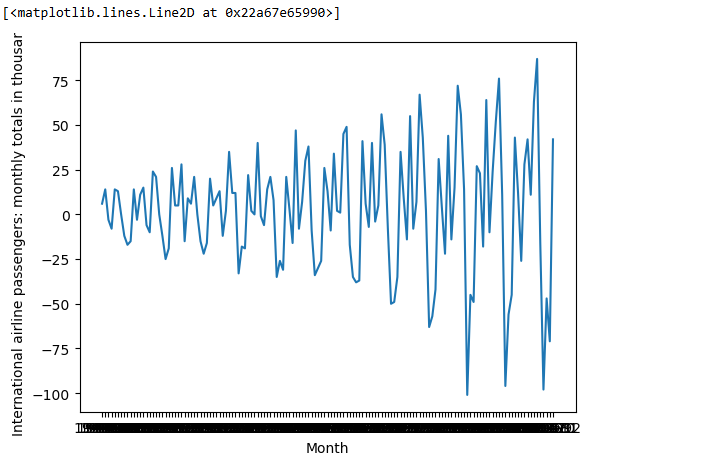 [<matplotlib.lines.Line2D at 0x22a67e65990>]
International airline passengers: monthly totals in thousar
75
50
25
0
−25
−50
−75
−100
Month